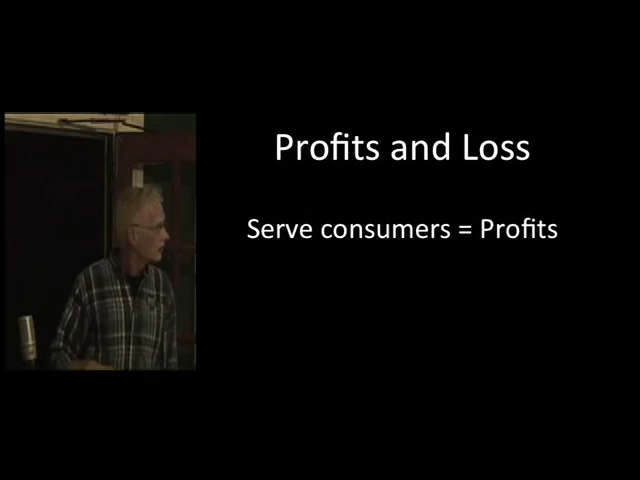 Profits and Loss
Serve consumers = Profits